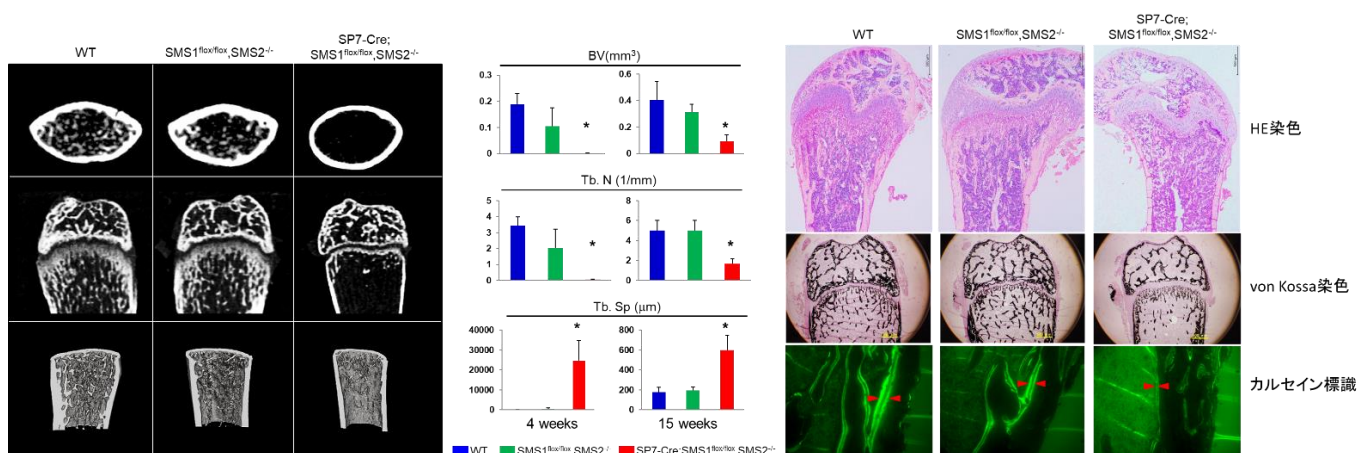 WT
SMS1flox/flox,SMS2-/-
SP7-Cre;
SMS1flox/flox,SMS2-/-
BV(mm³)
0.3
0.2
0.1
0
*
0.6
0.4
0.2
0
*
Tb. N (1/mm)
5
4
3
2
1
0
*
8
6
4
2
0
*
Tb. Sp (µm)
40000
30000
20000
10000
0
*
800
600
400
200
0
*
4 weeks
15 weeks
WT
SMS1flox/flox,SMS2-/-
SP7-Cre;SMS1flox/flox,SMS2-/-
WT
SMS1flox/flox,SMS2-/-
SP7-Cre;
SMS1flox/flox,SMS2-/-
HE染色
von Kossa染色
カルセイン標識